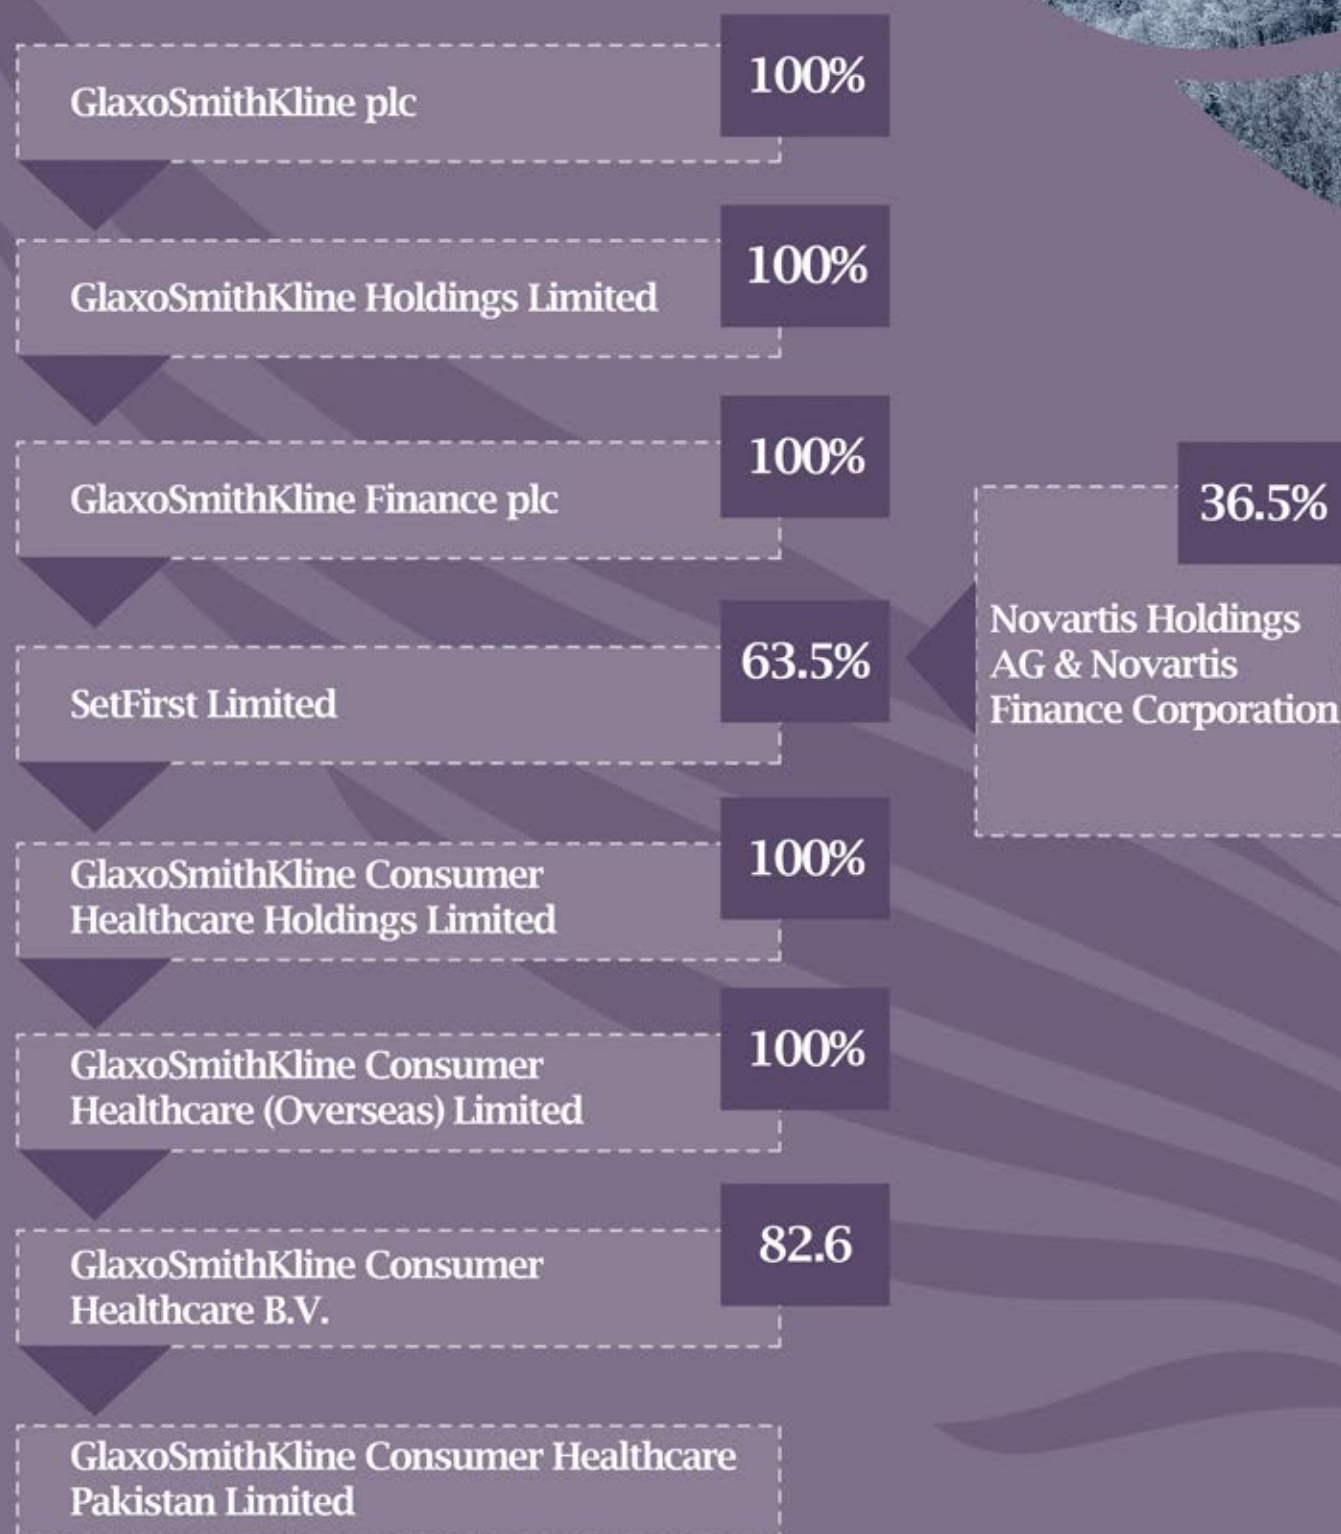 GlaxoSmithKline plc
100%
GlaxoSmithKline Holdings Limited
100%
GlaxoSmithKline Finance plc
100%
SetFirst Limited
63.5%
36.5%
Novartis Holdings
AG & Novartis
Finance Corporation
GlaxoSmithKline Consumer
Healthcare Holdings Limited
100%
GlaxoSmithKline Consumer
Healthcare (Overseas) Limited
100%
GlaxoSmithKline Consumer
Healthcare B.V.
82.6
GlaxoSmithKline Consumer Healthcare
Pakistan Limited